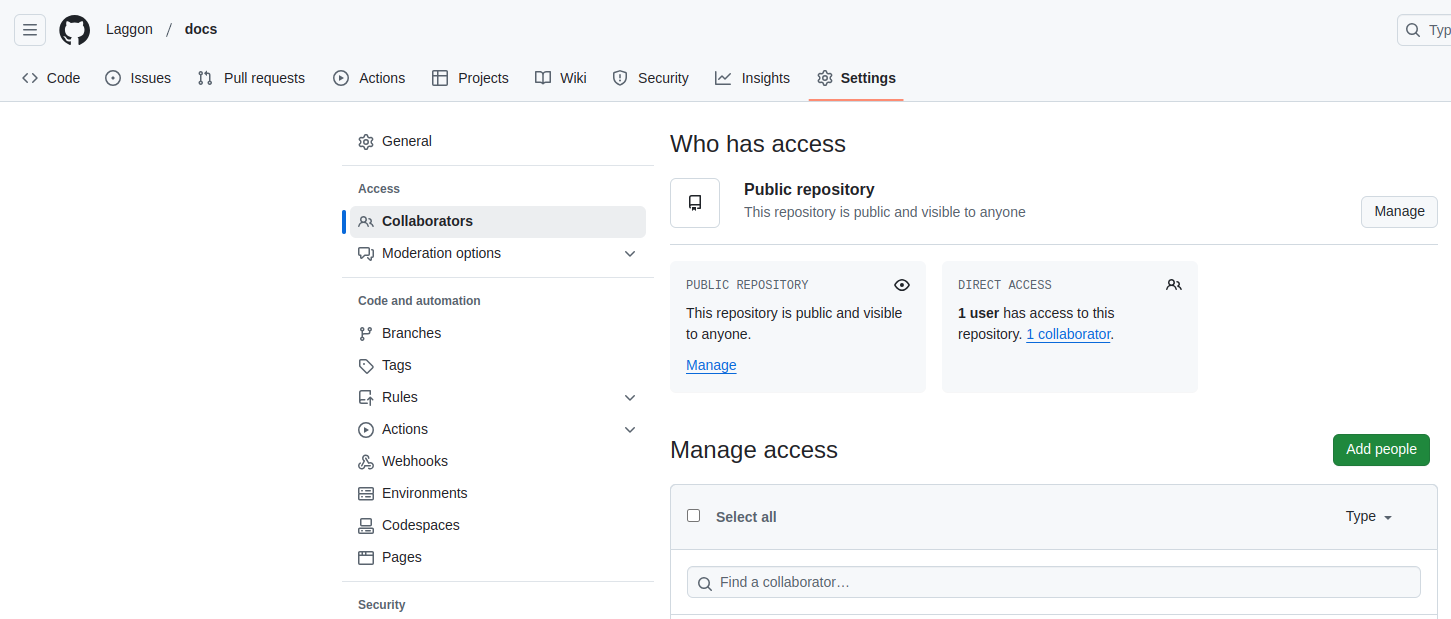 Laggon / docs
Typ
Code Issues Pull requests Actions Projects Wiki Security Insights Settings
General
Access
Collaborators
Moderation options
Code and automation
Branches
Tags
Rules
Actions
Webhooks
Environments
Codespaces
Pages
Security
Who has access
Public repository
This repository is public and visible to anyone
Manage
PUBLIC REPOSITORY
This repository is public and visible
to anyone.
Manage
DIRECT ACCESS
1 user has access to this
repository. 1 collaborator.
Manage access
Add people
Select all
Type
Find a collaborator…